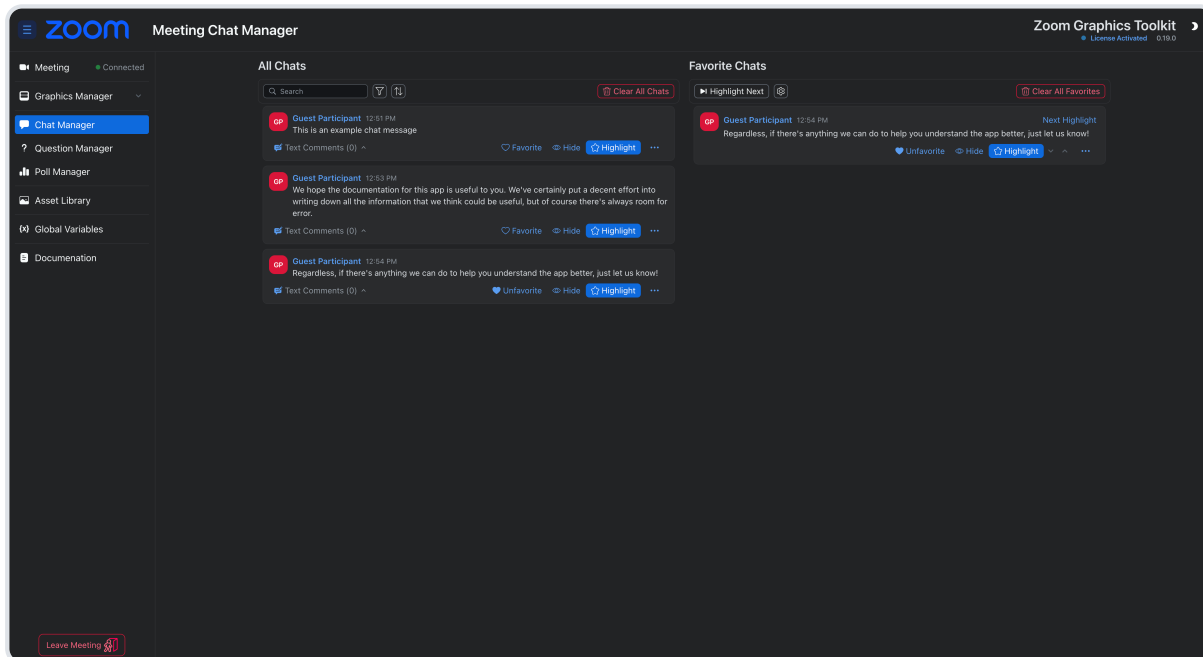 zoom
Meeting Chat Manager
Zoom Graphics Toolkit
License Activated 0.19.0
Meeting Connected
Graphics Manager
Chat Manager
? Question Manager
Poll Manager
Asset Library
{x} Global Variables
Documenation
Leave Meeting
All Chats
Search
Clear All Chats
GP Guest Participant 12:51 PM
This is an example chat message
Text Comments (0) Favorite Hide Highlight ...
GP Guest Participant 12:53 PM
We hope the documentation for this app is useful to you. We've certainly put a decent effort into
writing down all the information that we think could be useful, but of course there's always room for
error.
Text Comments (0) Favorite Hide Highlight ...
GP Guest Participant 12:54 PM
Regardless, if there's anything we can do to help you understand the app better, just let us know!
Text Comments (0) Unfavorite Hide Highlight ...
Favorite Chats
Highlight Next
Clear All Favorites
GP Guest Participant 12:54 PM Next Highlight
Regardless, if there's anything we can do to help you understand the app better, just let us know!
Unfavorite Hide Highlight ...